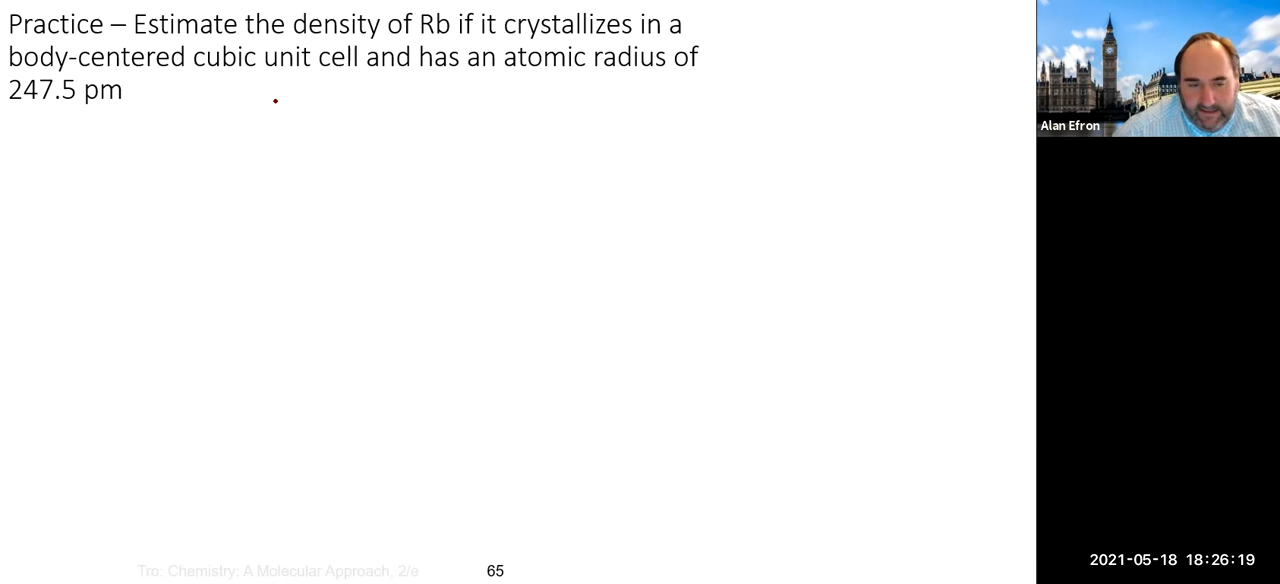 Practice – Estimate the density of Rb if it crystallizes in a
body-centered cubic unit cell and has an atomic radius of
247.5 pm
Alan Efron
2021-05-18 18:26:19
Tro: Chemistry: A Molecular Approach, 2/e
65